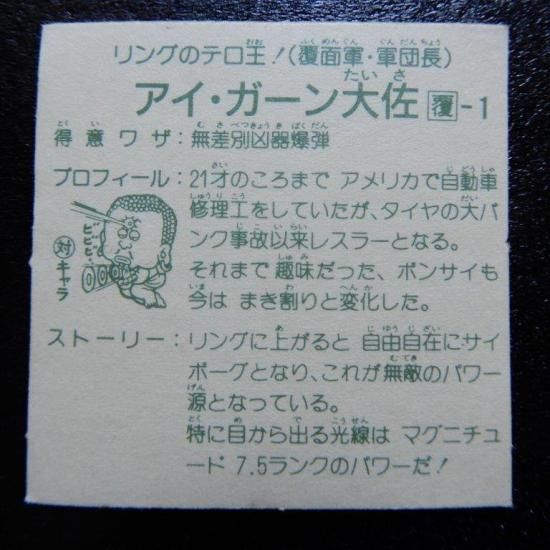 リングのテロ王！（覆面軍・軍団長）
アイ・ガーン大佐 覆-1
得意ワザ：無差別凶器爆弾
プロフィール：21才のころまで アメリカで自動車
修理工をしていたが、タイヤの大パ
ンク事故以来レスラーとなる。
それまで 趣味だった、ボンサイも
今は まき割りと変化した。
対キャラ
ストーリー：リングに上がると 自由自在にサイ
ボーグとなり、これが無敵のパワー
源となっている。
特に目から出る光線は マグニチュ
ード 7.5ランクのパワーだ！